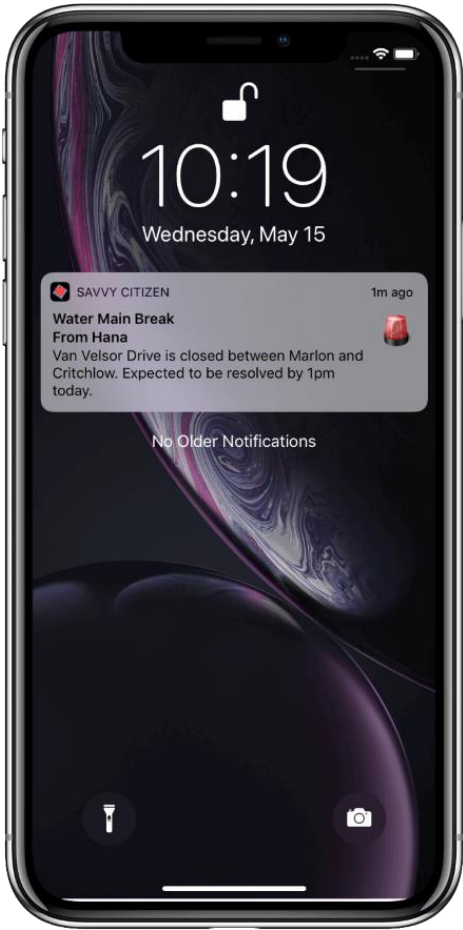 10:19
Wednesday, May 15
SAVVY CITIZEN 1m ago
Water Main Break
From Hana
Van Velsor Drive is closed between Marlon and
Critchlow. Expected to be resolved by 1pm
today.
No Older Notifications